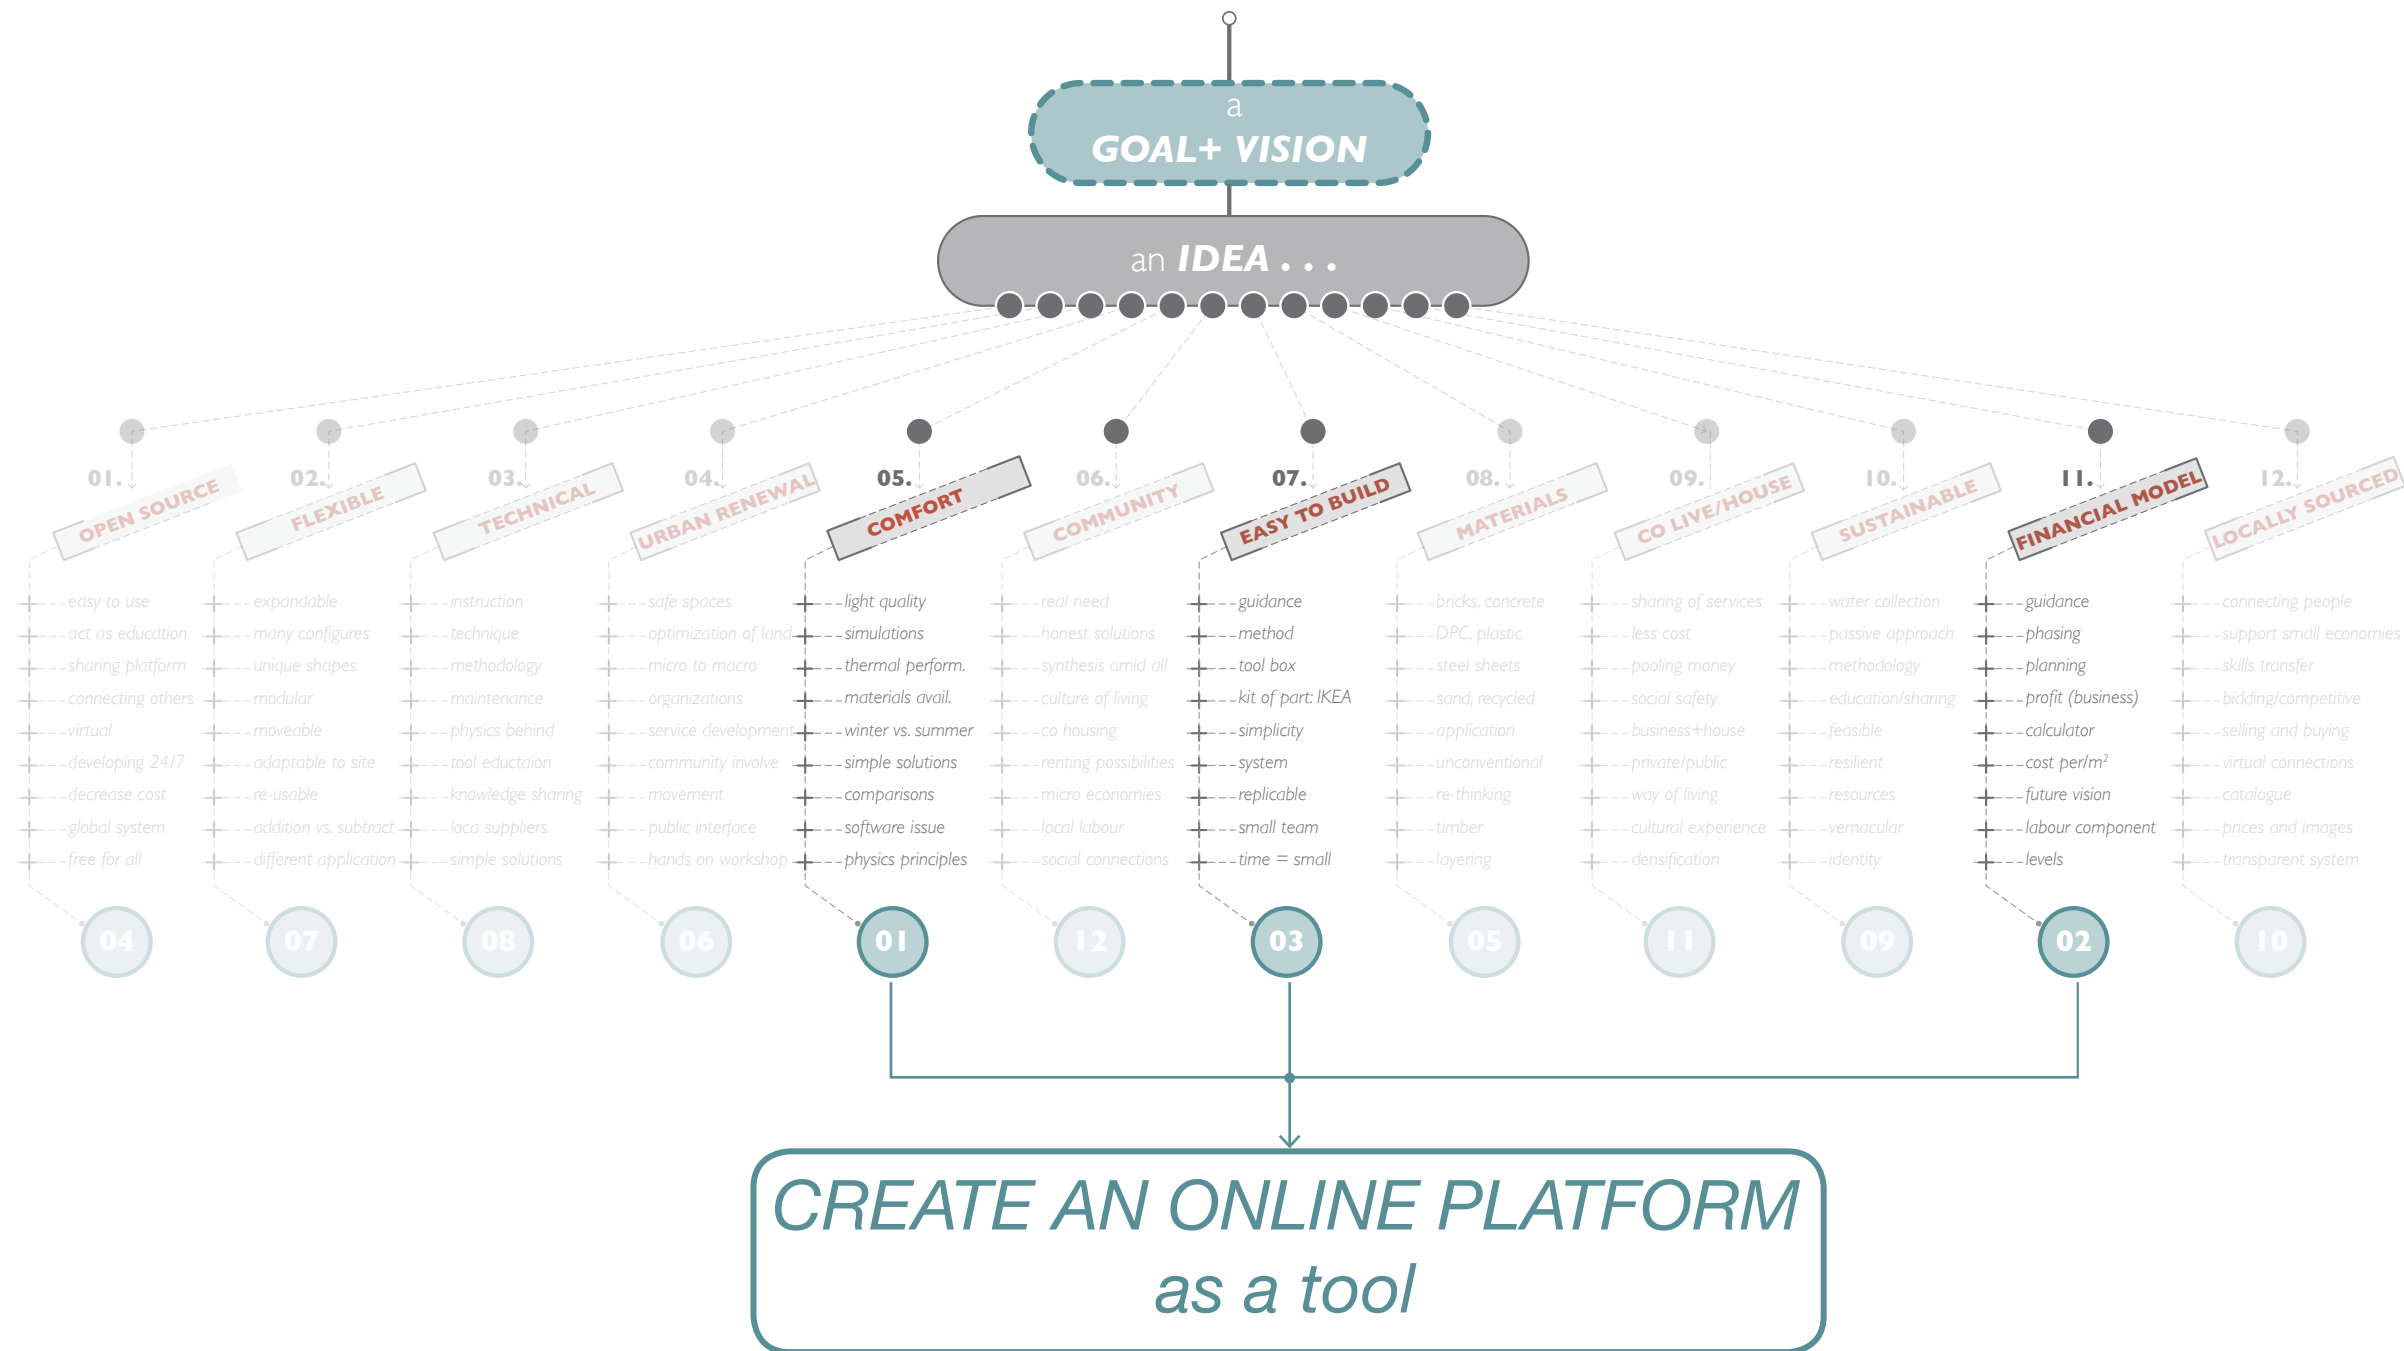 a
GOAL+ VISION
an IDEA . . .
01.
OPEN SOURCE
easy to use
act as education
sharing platform
connecting others
virtual
developing 24/7
decrease cost
global system
free for all
04
02.
FLEXIBLE
expandable
many configures
unique shapes
modular
moveable
adaptable to site
re-usable
addition vs. subtract
different application
07
03.
TECHNICAL
instruction
technique
methodology
maintenance
physics behind
tool eductaion
knowledge sharing
loca suppliers
simple solutions
08
04.
URBAN RENEWAL
safe spaces
optimization of land
micro to macro
organizations
service development
community involve
movement
public interface
hands on workshop
06
05.
COMFORT
light quality
simulations
thermal perform.
materials avail.
winter vs. summer
simple solutions
comparisons
software issue
physics principles
01
06.
COMMUNITY
real need
honest solutions
synthesis amid all
culture of living
co housing
renting possibilities
micro economies
local labour
social connections
12
07.
EASY TO BUILD
guidance
method
tool box
kit of part: IKEA
simplicity
system
replicable
small team
time = small
03
08.
MATERIALS
bricks, concrete
DPC, plastic
steel sheets
sand, recycled
application
unconventional
re-thinking
timber
layering
05
09.
CO LIVE/HOUSE
sharing of services
less cost
pooling money
social safety
business+house
private/public
way of living
cultural experience
densification
11
10.
SUSTAINABLE
water collection
passive approach
methodology
education/sharing
feasible
resilient
resources
vernacular
identity
09
11.
FINANCIAL MODEL
guidance
phasing
planning
profit (business)
calculator
cost per/m²
future vision
labour component
levels
02
12.
LOCALLY SOURCED
connecting people
support small economies
skills transfer
bidding/competitive
selling and buying
virtual connections
catalogue
prices and images
transparent system
10
CREATE AN ONLINE PLATFORM
as a tool